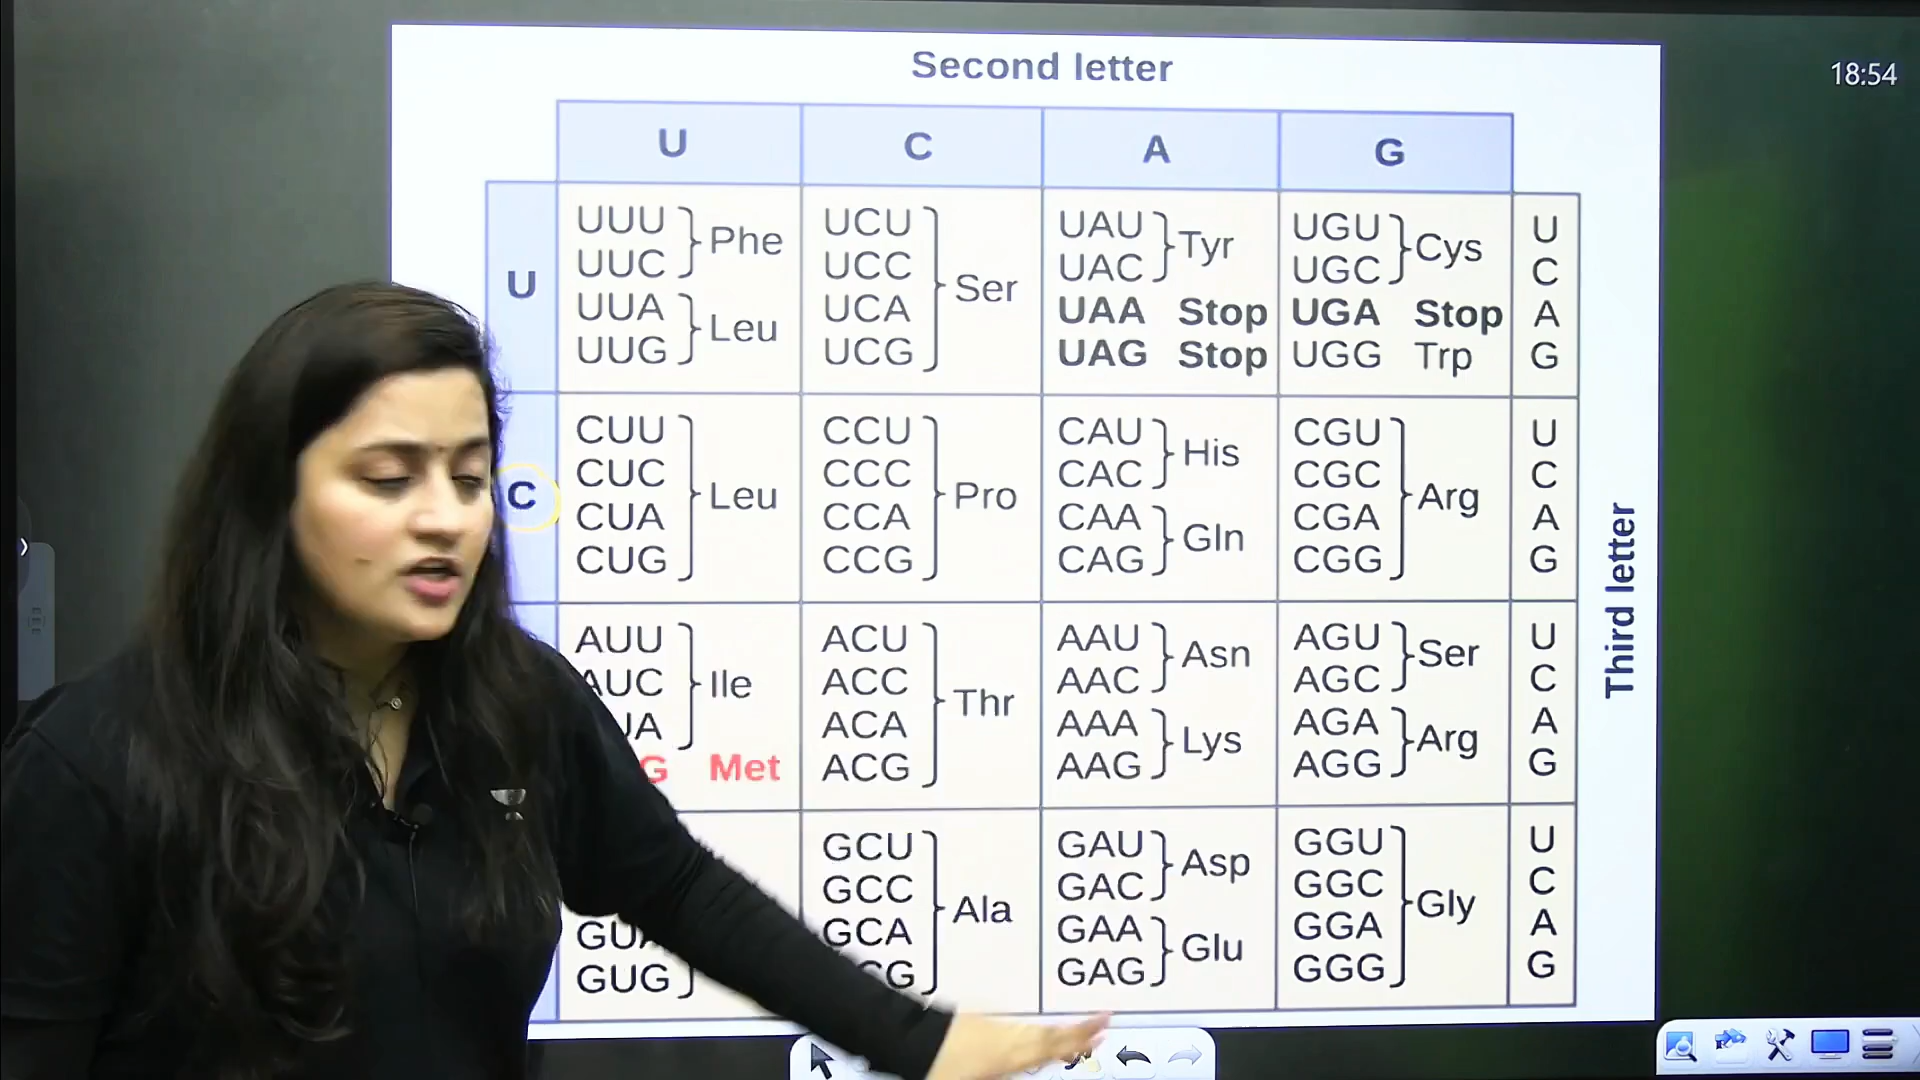 Second letter
18:54
U C A G
U
UUU
UUC
Phe
UUA
UUG
Leu
UCU
UCC
UCA
UCG
Ser
UAU
UAC
Tyr
UAA Stop
UAG Stop
UGU
UGC
Cys
UGA Stop
UGG Trp
U
C
A
G
C
CUU
CUC
CUA
CUG
Leu
CCU
CCC
CCA
CCG
Pro
CAU
CAC
His
CAA
CAG
Gln
CGU
CGC
CGA
CGG
Arg
U
C
A
G
Third letter
AUU
AUC
UA
Ile
G Met
ACU
ACC
ACA
ACG
Thr
AAU
AAC
Asn
AAA
AAG
Lys
AGU
AGC
Ser
AGA
AGG
Arg
U
C
A
G
GUA
GUG
GCU
GCC
GCA
CG
Ala
GAU
GAC
Asp
GAA
GAG
Glu
GGU
GGC
GGA
GGG
Gly
U
C
A
G